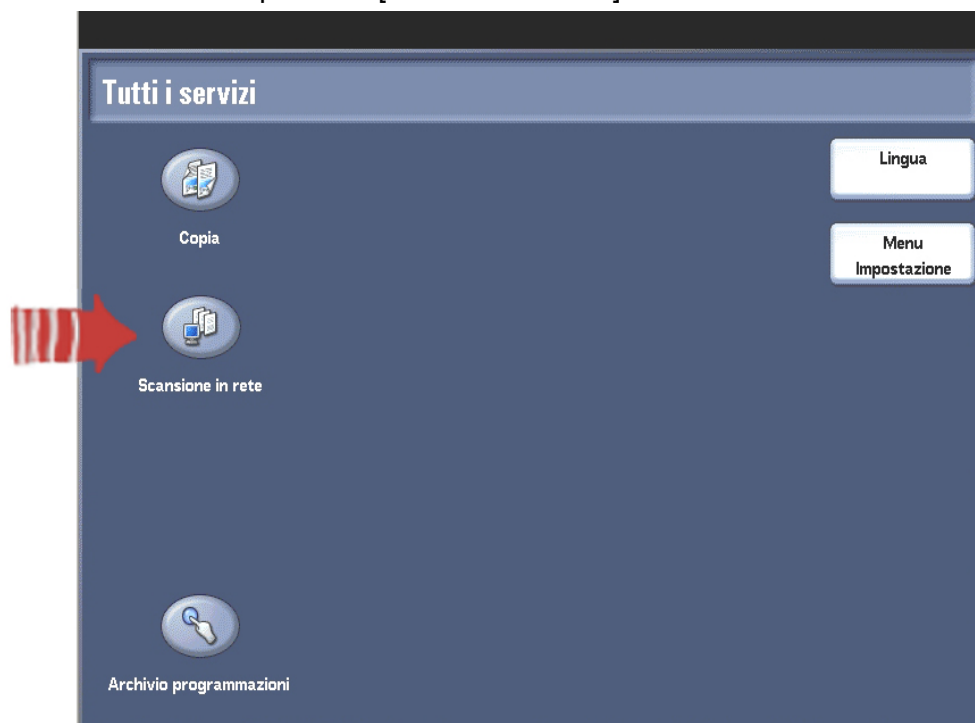 Tutti i servizi
Lingua
Copia
Menu
Impostazione
Scansione in rete
Archivio programmazioni